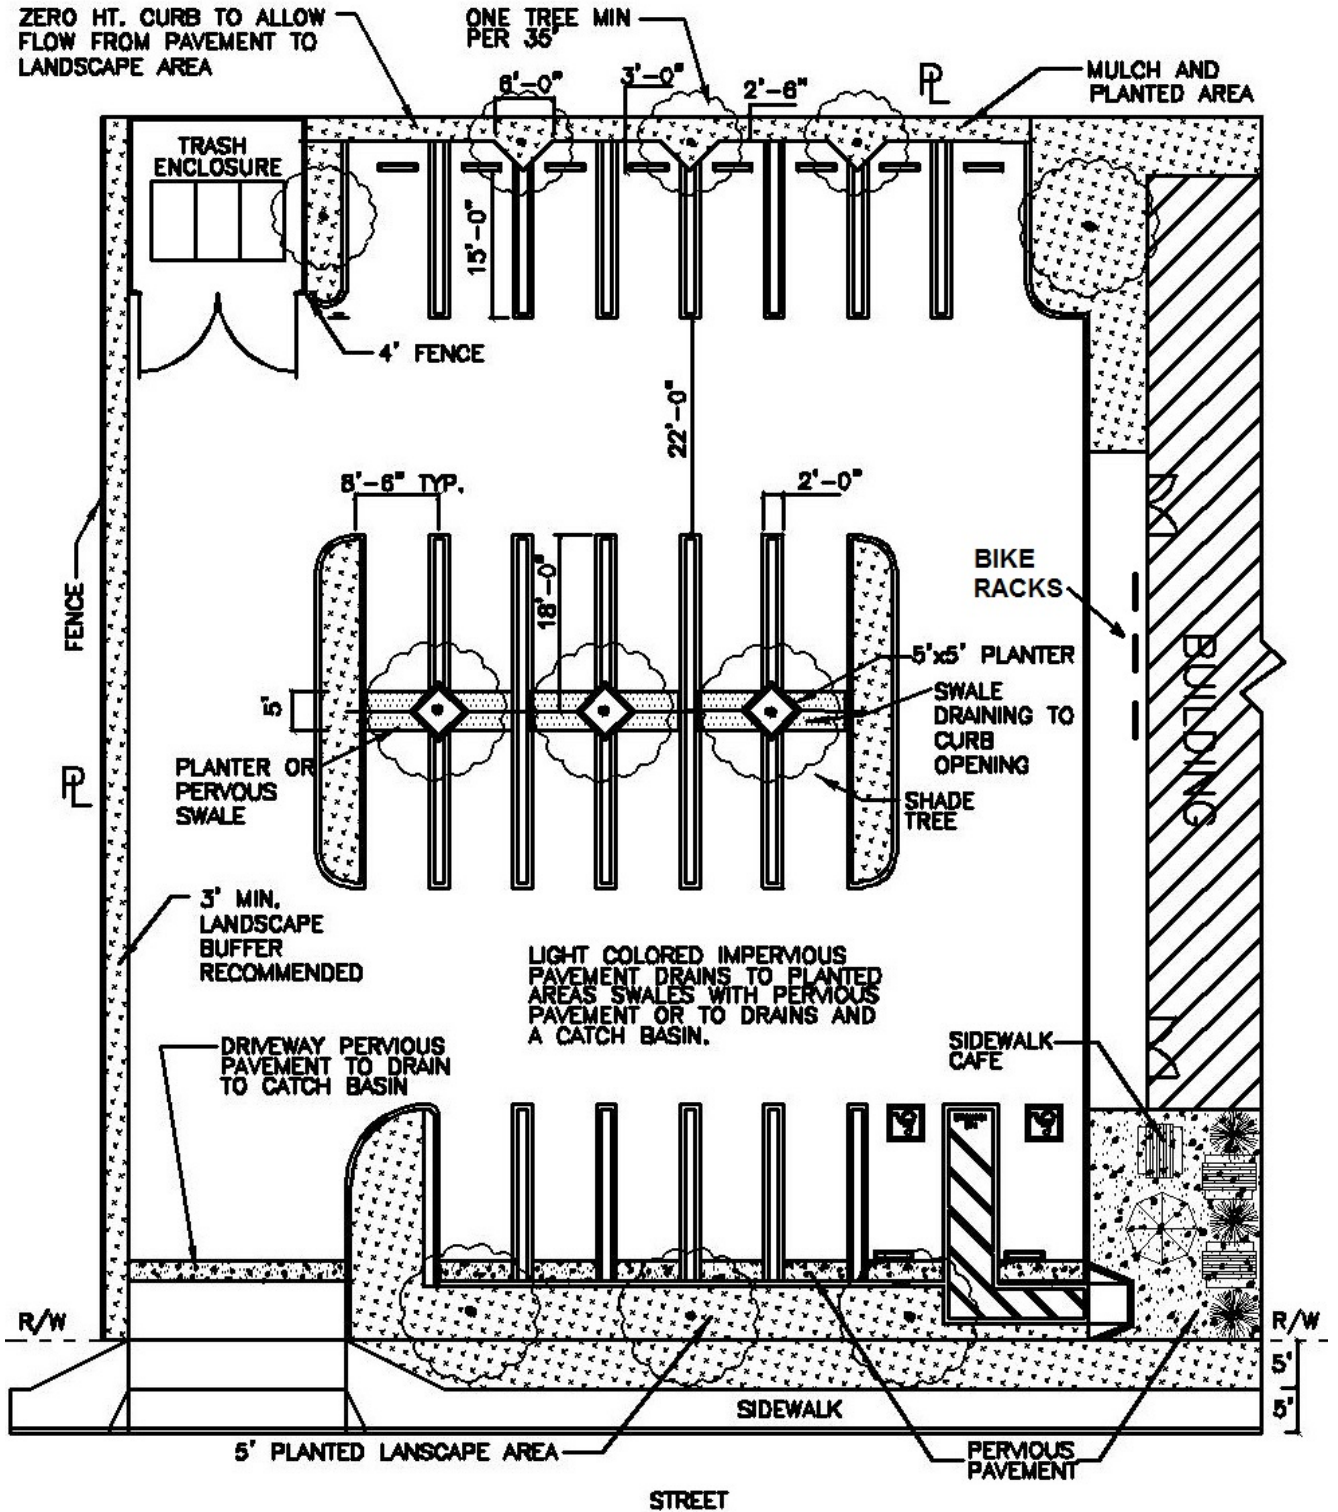 ZERO HT. CURB TO ALLOW
FLOW FROM PAVEMENT TO
LANDSCAPE AREA
ONE TREE MIN
PER 35'
6'-0"
3'-0"
2'-6"
PL
MULCH AND
PLANTED AREA
TRASH
ENCLOSURE
15'-0"
4' FENCE
22'-0"
8'-6" TYP.
2'-0"
18'-0"
FENCE
BIKE
RACKS
BUILDING
5'x5' PLANTER
SWALE
DRAINING TO
CURB
OPENING
5'
PLANTER OR
PERVOUS
SWALE
PL
SHADE
TREE
3' MIN.
LANDSCAPE
BUFFER
RECOMMENDED
LIGHT COLORED IMPERVIOUS
PAVEMENT DRAINS TO PLANTED
AREAS SWALES WITH PERVIOUS
PAVEMENT OR TO DRAINS AND
A CATCH BASIN.
DRIVEWAY PERVIOUS
PAVEMENT TO DRAIN
TO CATCH BASIN
SIDEWALK
CAFE
R/W
R/W
5'
5'
SIDEWALK
5' PLANTED LANSCAPE AREA
PERVIOUS
PAVEMENT
STREET